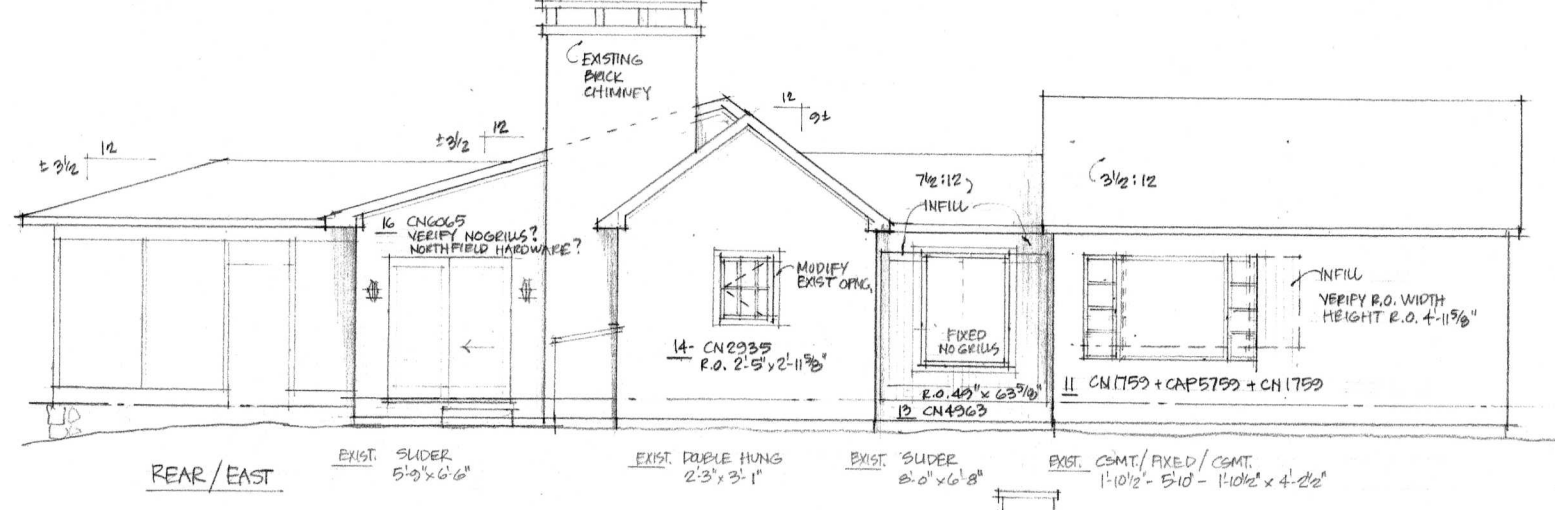 EXISTING
BRICK
CHIMNEY
12
± 3½
12
± 3½
12
9±
7½:12
INFILL
3½:12
16 CN6065
VERIFY NO GRILLS?
NORTHFIELD HARDWARE?
MODIFY
EXIST OPNG,
14- CN2935
R.O. 2'-5" x 2'-11⅝"
FIXED
NO GRILLS
R.O. 49" x 63⅝"
13 CN4963
INFILL
VERIFY R.O. WIDTH
HEIGHT R.O. 4'-11⅝"
11 CN1759 + CAP5759 + CN1759
REAR/EAST
EXIST. SLIDER
5'-9" x 6'-6"
EXIST. DOUBLE HUNG
2'-3" x 3'-1"
EXIST. SLIDER
8'-0" x 6'-8"
EXIST. CSMT./FIXED/CSMT.
1'-10½" - 5'-10" - 1'-10½" x 4'-2½"